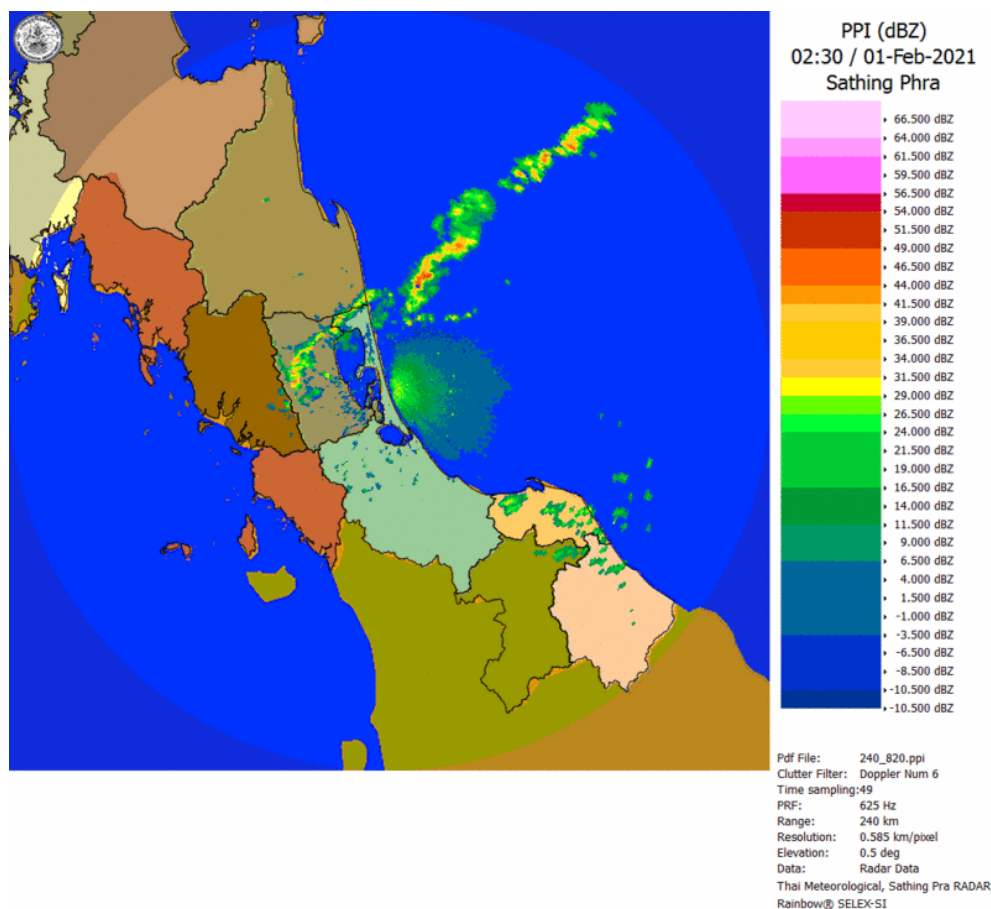 PPI (dBZ)
02:30 / 01-Feb-2021
Sathing Phra
66.500 dBZ
64.000 dBZ
61.500 dBZ
59.500 dBZ
56.500 dBZ
54.000 dBZ
51.500 dBZ
49.000 dBZ
46.500 dBZ
44.000 dBZ
41.500 dBZ
39.000 dBZ
36.500 dBZ
34.000 dBZ
31.500 dBZ
29.000 dBZ
26.500 dBZ
24.000 dBZ
21.500 dBZ
19.000 dBZ
16.500 dBZ
14.000 dBZ
11.500 dBZ
9.000 dBZ
6.500 dBZ
4.000 dBZ
1.500 dBZ
-1.000 dBZ
-3.500 dBZ
-6.500 dBZ
-8.500 dBZ
-10.500 dBZ
-10.500 dBZ
Pdf File: 240_820.ppi
Clutter Filter: Doppler Num 6
Time sampling:49
PRF: 625 Hz
Range: 240 km
Resolution: 0.585 km/pixel
Elevation: 0.5 deg
Data: Radar Data
Thai Meteorological, Sathing Pra RADAR
Rainbow® SELEX-SI